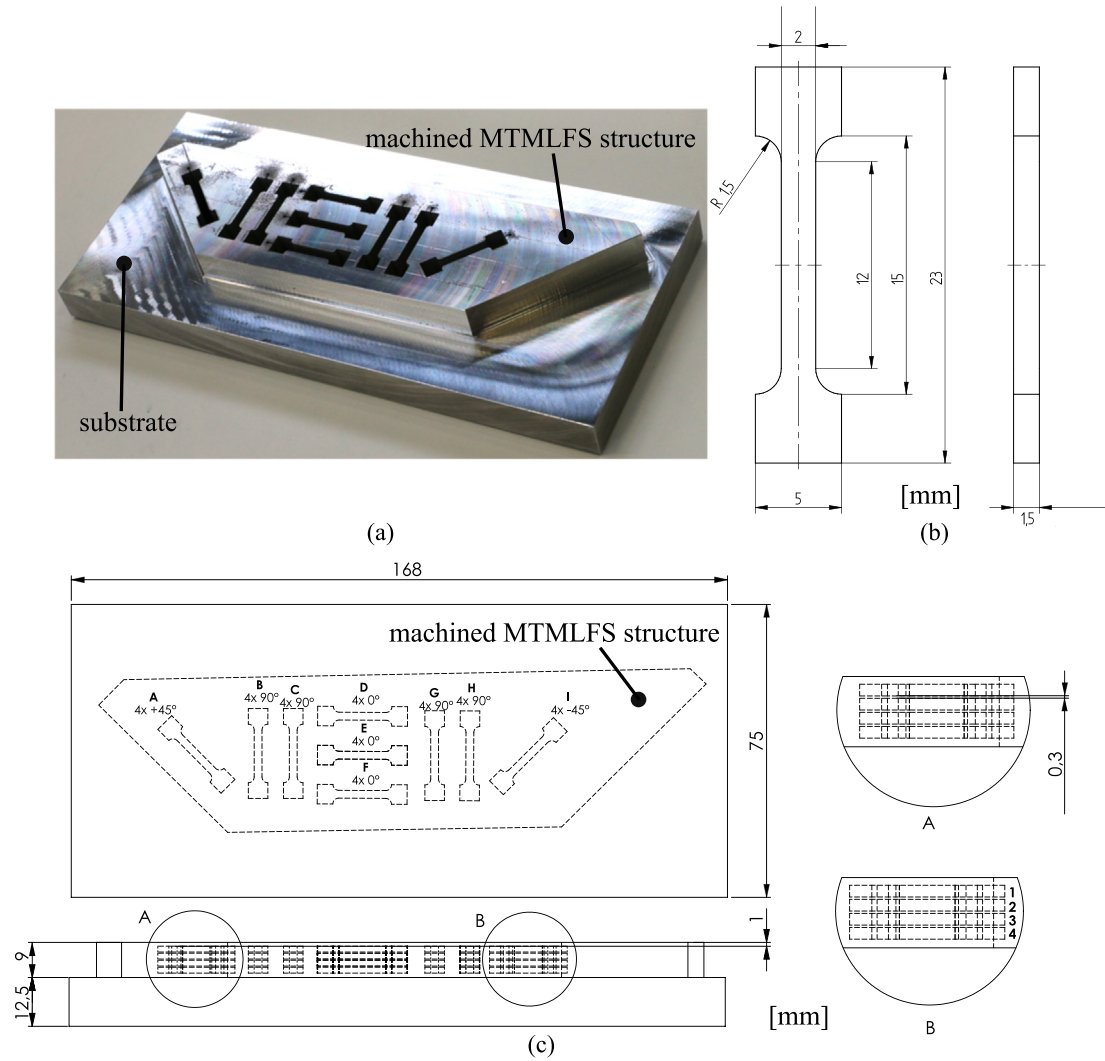 machined MTMLFS structure
substrate
(a)
2
R 1,5
12
15
23
5
[mm]
1,5
(b)
168
machined MTMLFS structure
A
4x +45°
B
4x 90°
C
4x 90°
D
4x 0°
E
4x 0°
F
4x 0°
G
4x 90°
H
4x 90°
I
4x -45°
75
0,3
A
A
B
1
9
12,5
[mm]
1
2
3
4
B
(c)